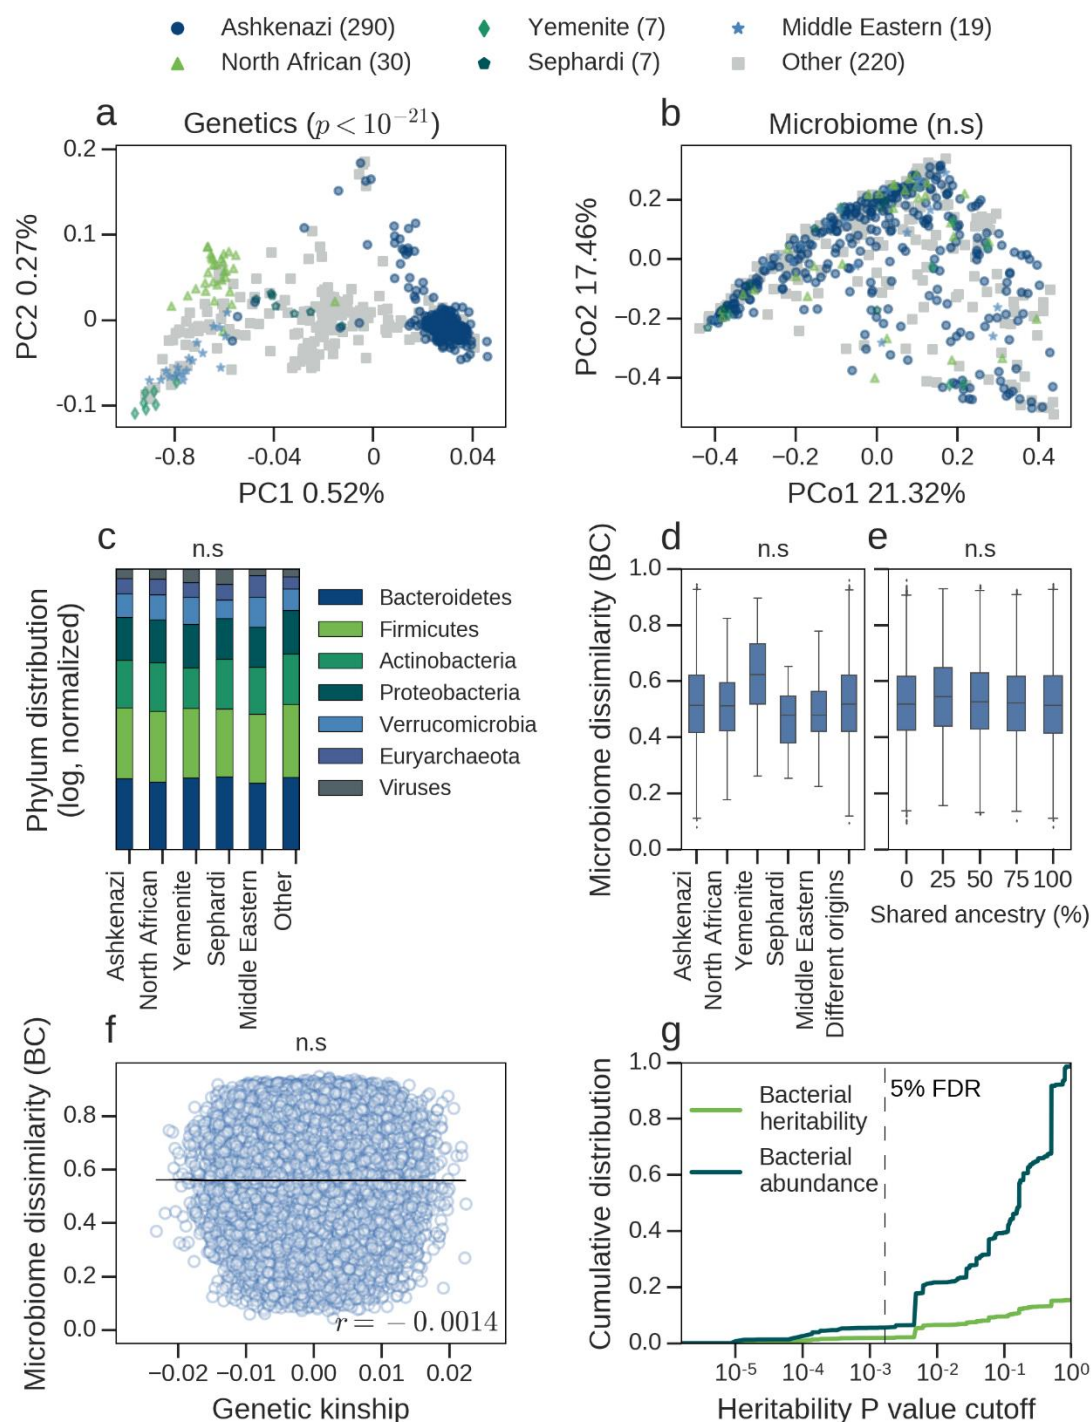 Ashkenazi (290)
Yemenite (7)
Middle Eastern (19)
North African (30)
Sephardi (7)
Other (220)
a
Genetics (p < 10⁻²¹)
0.2
0.1
0
-0.1
PC2 0.27%
-0.8
-0.04
0
0.04
PC1 0.52%
b
Microbiome (n.s)
0.2
0.0
−0.2
−0.4
PCo2 17.46%
−0.4
−0.2
0.0
0.2
0.4
PCo1 21.32%
c
n.s
Phylum distribution
(log, normalized)
Bacteroidetes
Firmicutes
Actinobacteria
Proteobacteria
Verrucomicrobia
Euryarchaeota
Viruses
Ashkenazi
North African
Yemenite
Sephardi
Middle Eastern
Other
d
n.s
Microbiome dissimilarity (BC)
1.0
0.8
0.6
0.4
0.2
0.0
Ashkenazi
North African
Yemenite
Sephardi
Middle Eastern
Different origins
e
n.s
0
25
50
75
100
Shared ancestry (%)
f
n.s
Microbiome dissimilarity (BC)
0.8
0.6
0.4
0.2
0.0
r = −0.0014
−0.02
−0.01
0.00
0.01
0.02
Genetic kinship
g
Cumulative distribution
1.0
0.8
0.6
0.4
0.2
0.0
5% FDR
Bacterial
heritability
Bacterial
abundance
10⁻⁵
10⁻⁴
10⁻³
10⁻²
10⁻¹
10⁰
Heritability P value cutoff